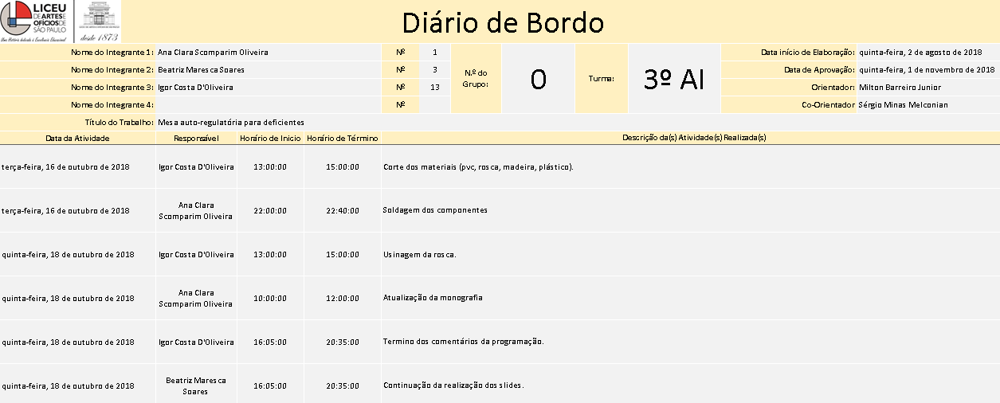 LICEU
DE ARTES E
OFÍCIOS DE
SÃO PAULO
Uma História dedicada à Excelência Educacional
desde 1873
Diário de Bordo
Nome do Integrante 1: Ana Clara Scomparim Oliveira Nº 1
Nome do Integrante 2: Beatriz Maresca Soares Nº 3
Nome do Integrante 3: Igor Costa D'Oliveira Nº 13
Nome do Integrante 4: Nº
N.º do
Grupo:
0
Turma:
3º AI
Data início de Elaboração: quinta-feira, 2 de agosto de 2018
Data de Aprovação: quinta-feira, 1 de novembro de 2018
Orientador: Milton Barreiro Junior
Co-Orientador Sérgio Minas Melconian
Título do Trabalho: Mesa auto-regulatória para deficientes
Data da Atividade Responsável Horário de Inicio Horário de Término Descrição da(s) Atividade(s) Realizada(s)
terça-feira, 16 de outubro de 2018 Igor Costa D'Oliveira 13:00:00 15:00:00 Corte dos materiais (pvc, rosca, madeira, plástico).
terça-feira, 16 de outubro de 2018 Ana Clara
Scomparim Oliveira 22:00:00 22:40:00 Soldagem dos componentes
quinta-feira, 18 de outubro de 2018 Igor Costa D'Oliveira 13:00:00 15:00:00 Usinagem da rosca.
quinta-feira, 18 de outubro de 2018 Ana Clara
Scomparim Oliveira 10:00:00 12:00:00 Atualização da monografia
quinta-feira, 18 de outubro de 2018 Igor Costa D'Oliveira 16:05:00 20:35:00 Termino dos comentários da programação.
quinta-feira, 18 de outubro de 2018 Beatriz Maresca
Soares 16:05:00 20:35:00 Continuação da realização dos slides.